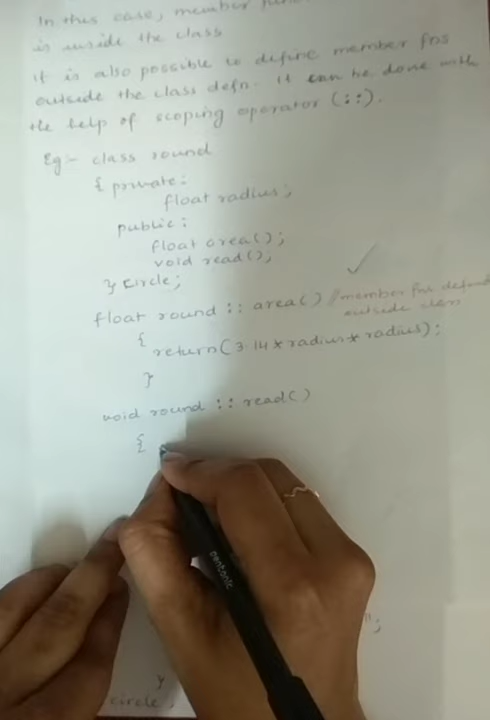 In this case, member
is inside the class
it is also possible to define member fns
outside the class defn. It can be done with
the help of scoping operator (::).
Eg:- class round
{ private:
float radius;
public:
float area();
void read();
} circle;
float round :: area() //member fns defined
outside class
{
return(3.14*radius*radius);
}
void round :: read()
{
pentonic
";
}
circle